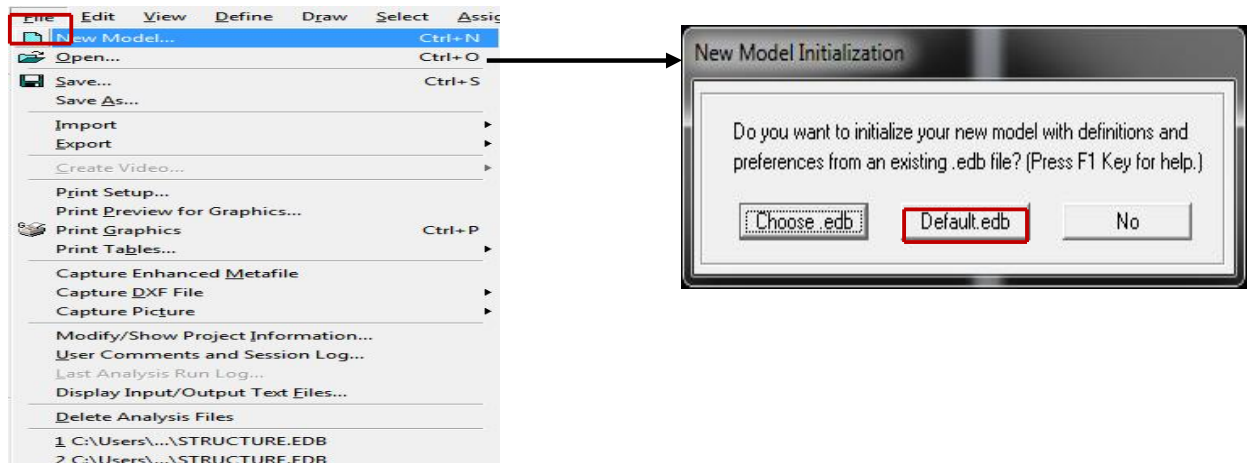 File Edit View Define Draw Select Assig
New Model... Ctrl+N
Open... Ctrl+O
Save... Ctrl+S
Save As...
Import
Export
Create Video...
Print Setup...
Print Preview for Graphics...
Print Graphics Ctrl+P
Print Tables...
Capture Enhanced Metafile
Capture DXF File
Capture Picture
Modify/Show Project Information...
User Comments and Session Log...
Last Analysis Run Log...
Display Input/Output Text Files...
Delete Analysis Files
1 C:\Users\...\STRUCTURE.EDB
2 C:\Users\...\STRUCTURE.EDB
New Model Initialization
Do you want to initialize your new model with definitions and
preferences from an existing .edb file? (Press F1 Key for help.)
Choose .edb Default.edb No